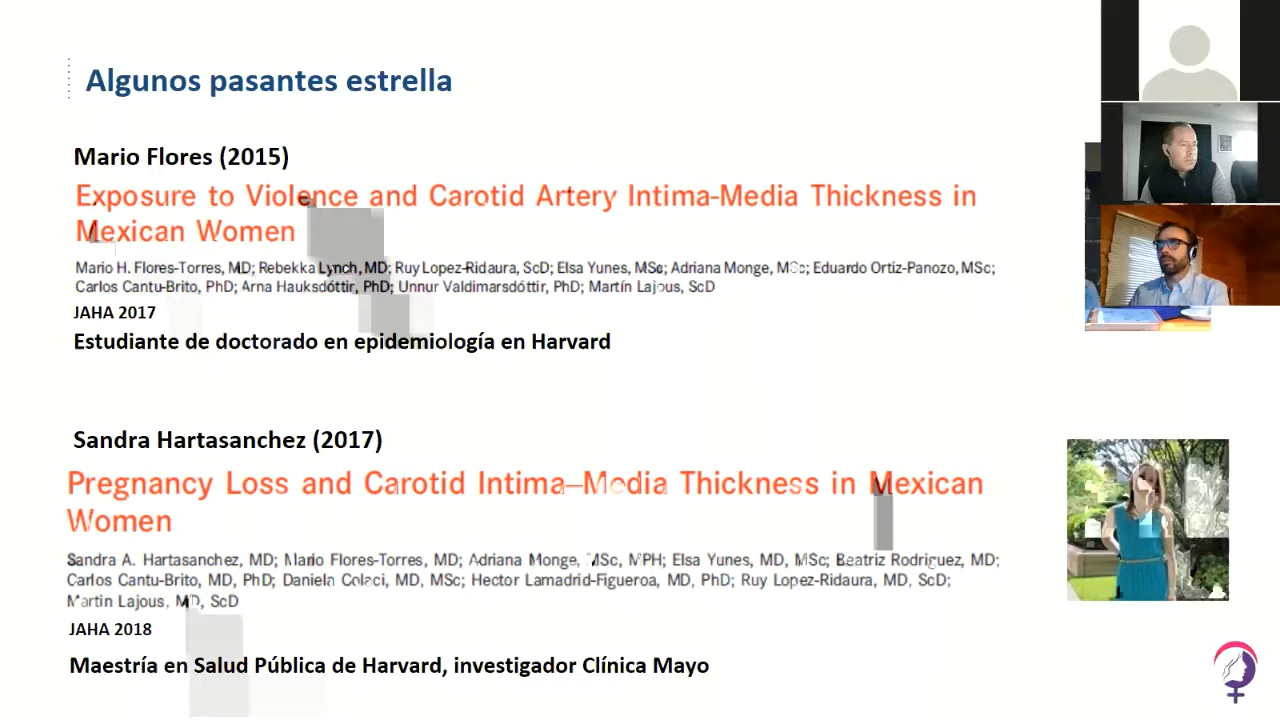 Algunos pasantes estrella
Mario Flores (2015)
Exposure to Violence and Carotid Artery Intima-Media Thickness in
Mexican Women
Mario H. Flores-Torres, MD; Rebekka Lynch, MD; Ruy Lopez-Ridaura, ScD; Elsa Yunes, MSc; Adriana Monge, MSc; Eduardo Ortiz-Panozo, MSc;
Carlos Cantu-Brito, PhD; Arna Hauksdóttir, PhD; Unnur Valdimarsdóttir, PhD; Martín Lajous, ScD
JAHA 2017
Estudiante de doctorado en epidemiología en Harvard
Sandra Hartasanchez (2017)
Pregnancy Loss and Carotid Intima–Media Thickness in Mexican
Women
Sandra A. Hartasanchez, MD; Mario Flores-Torres, MD; Adriana Monge, MSc, MPH; Elsa Yunes, MD, MSc; Beatriz Rodriguez, MD;
Carlos Cantu-Brito, MD, PhD; Daniela Colaci, MD, MSc; Hector Lamadrid-Figueroa, MD, PhD; Ruy Lopez-Ridaura, MD, ScD;
Martin Lajous, MD, ScD
JAHA 2018
Maestría en Salud Pública de Harvard, investigador Clínica Mayo